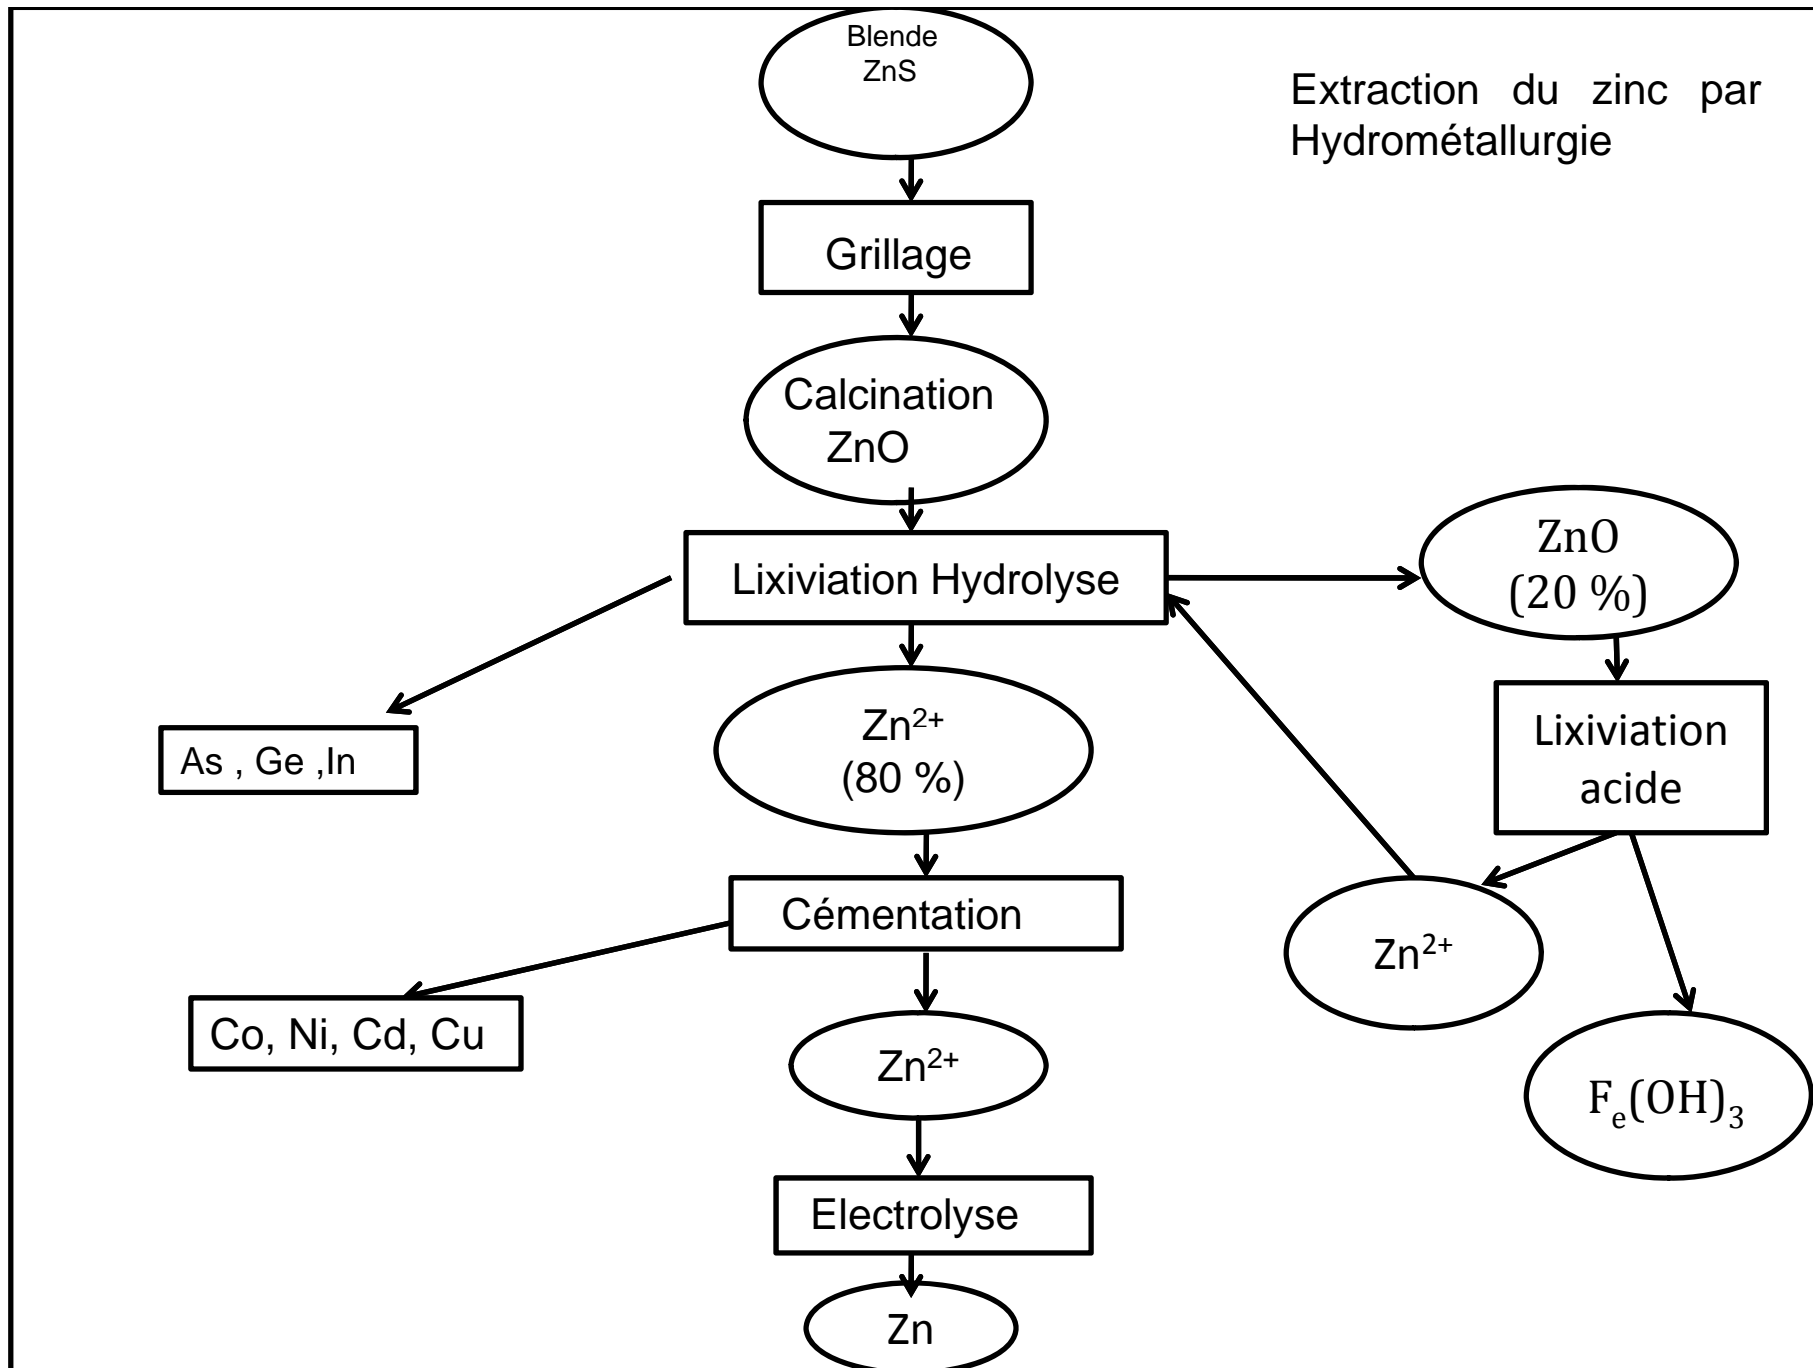 Blende
ZnS
Extraction du zinc par
Hydrométallurgie
Grillage
Calcination
ZnO
Lixiviation Hydrolyse
ZnO
(20 %)
Lixiviation
acide
As , Ge ,In
Zn²⁺
(80 %)
Cémentation
Zn²⁺
Co, Ni, Cd, Cu
Zn²⁺
Fₑ(OH)₃
Electrolyse
Zn